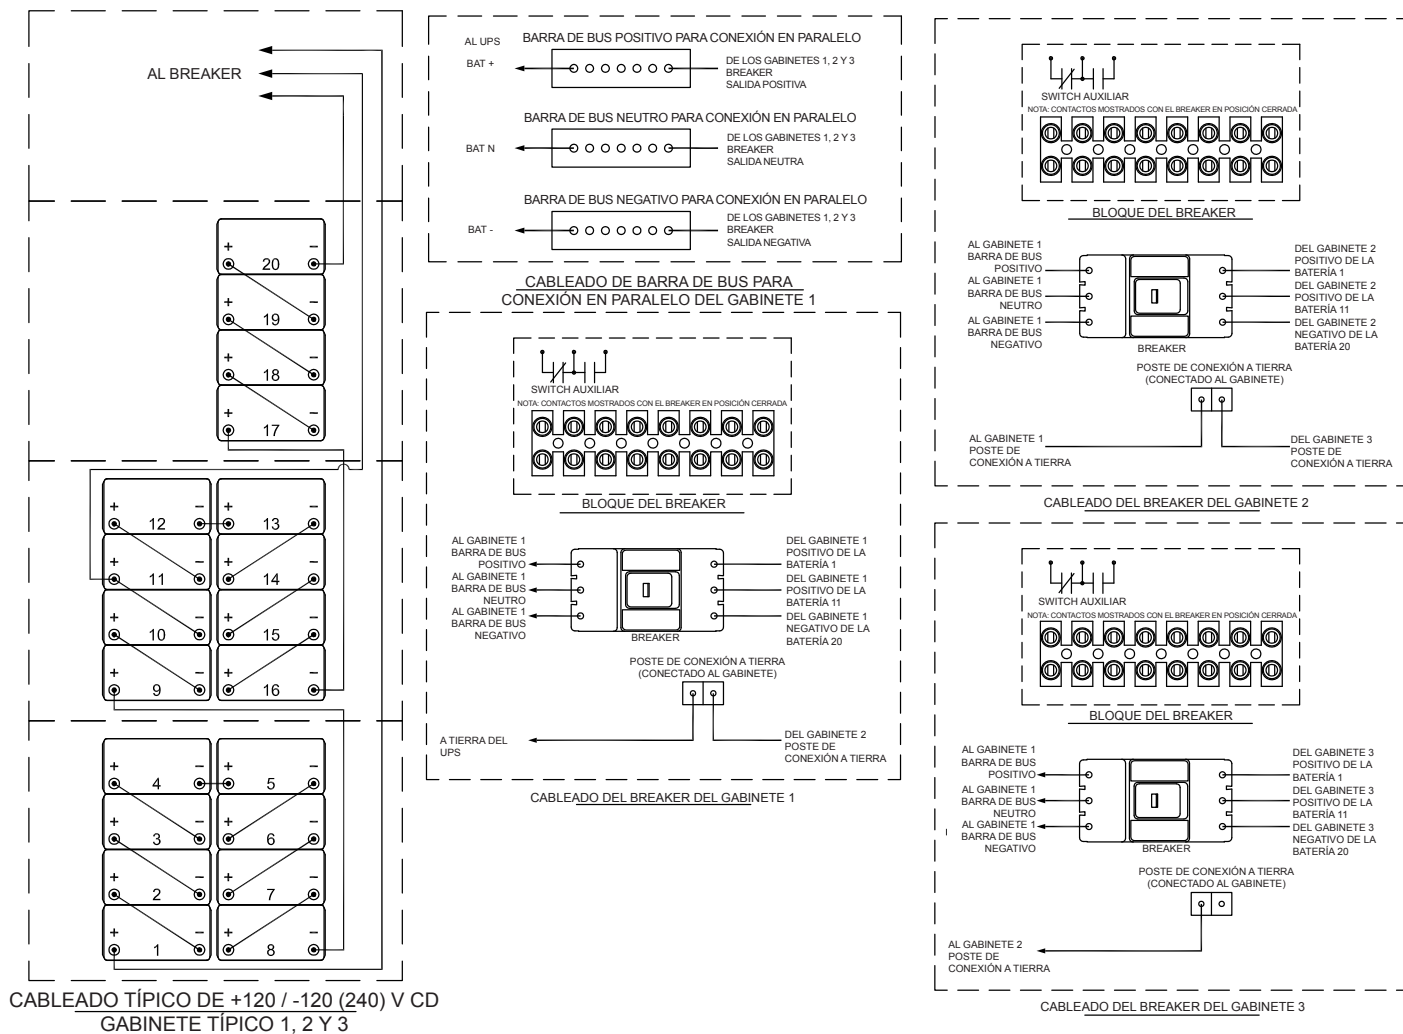 AL BREAKER
+ −
20
+ −
19
+ −
18
+ −
17
+ − + −
12 13
+ − + −
11 14
+ − + −
10 15
+ − + −
9 16
+ − + −
4 5
+ − + −
3 6
+ − + −
2 7
+ − + −
1 8
CABLEADO TÍPICO DE +120 / -120 (240) V CD
GABINETE TÍPICO 1, 2 Y 3
AL UPS
BARRA DE BUS POSITIVO PARA CONEXIÓN EN PARALELO
BAT +
DE LOS GABINETES 1, 2 Y 3
BREAKER
SALIDA POSITIVA
BARRA DE BUS NEUTRO PARA CONEXIÓN EN PARALELO
BAT N
DE LOS GABINETES 1, 2 Y 3
BREAKER
SALIDA NEUTRA
BARRA DE BUS NEGATIVO PARA CONEXIÓN EN PARALELO
BAT -
DE LOS GABINETES 1, 2 Y 3
BREAKER
SALIDA NEGATIVA
CABLEADO DE BARRA DE BUS PARA
CONEXIÓN EN PARALELO DEL GABINETE 1
SWITCH AUXILIAR
NOTA: CONTACTOS MOSTRADOS CON EL BREAKER EN POSICIÓN CERRADA
BLOQUE DEL BREAKER
AL GABINETE 1
BARRA DE BUS
POSITIVO
AL GABINETE 1
BARRA DE BUS
NEUTRO
AL GABINETE 1
BARRA DE BUS
NEGATIVO
BREAKER
DEL GABINETE 1
POSITIVO DE LA
BATERÍA 1
DEL GABINETE 1
POSITIVO DE LA
BATERÍA 11
DEL GABINETE 1
NEGATIVO DE LA
BATERÍA 20
POSTE DE CONEXIÓN A TIERRA
(CONECTADO AL GABINETE)
A TIERRA DEL
UPS
DEL GABINETE 2
POSTE DE
CONEXIÓN A TIERRA
CABLEADO DEL BREAKER DEL GABINETE 1
SWITCH AUXILIAR
NOTA: CONTACTOS MOSTRADOS CON EL BREAKER EN POSICIÓN CERRADA
BLOQUE DEL BREAKER
AL GABINETE 1
BARRA DE BUS
POSITIVO
AL GABINETE 1
BARRA DE BUS
NEUTRO
AL GABINETE 1
BARRA DE BUS
NEGATIVO
BREAKER
DEL GABINETE 2
POSITIVO DE LA
BATERÍA 1
DEL GABINETE 2
POSITIVO DE LA
BATERÍA 11
DEL GABINETE 2
NEGATIVO DE LA
BATERÍA 20
POSTE DE CONEXIÓN A TIERRA
(CONECTADO AL GABINETE)
AL GABINETE 1
POSTE DE
CONEXIÓN A TIERRA
DEL GABINETE 3
POSTE DE
CONEXIÓN A TIERRA
CABLEADO DEL BREAKER DEL GABINETE 2
SWITCH AUXILIAR
NOTA: CONTACTOS MOSTRADOS CON EL BREAKER EN POSICIÓN CERRADA
BLOQUE DEL BREAKER
AL GABINETE 1
BARRA DE BUS
POSITIVO
AL GABINETE 1
BARRA DE BUS
NEUTRO
AL GABINETE 1
BARRA DE BUS
NEGATIVO
BREAKER
DEL GABINETE 3
POSITIVO DE LA
BATERÍA 1
DEL GABINETE 3
POSITIVO DE LA
BATERÍA 11
DEL GABINETE 3
NEGATIVO DE LA
BATERÍA 20
POSTE DE CONEXIÓN A TIERRA
(CONECTADO AL GABINETE)
AL GABINETE 2
POSTE DE
CONEXIÓN A TIERRA
CABLEADO DEL BREAKER DEL GABINETE 3